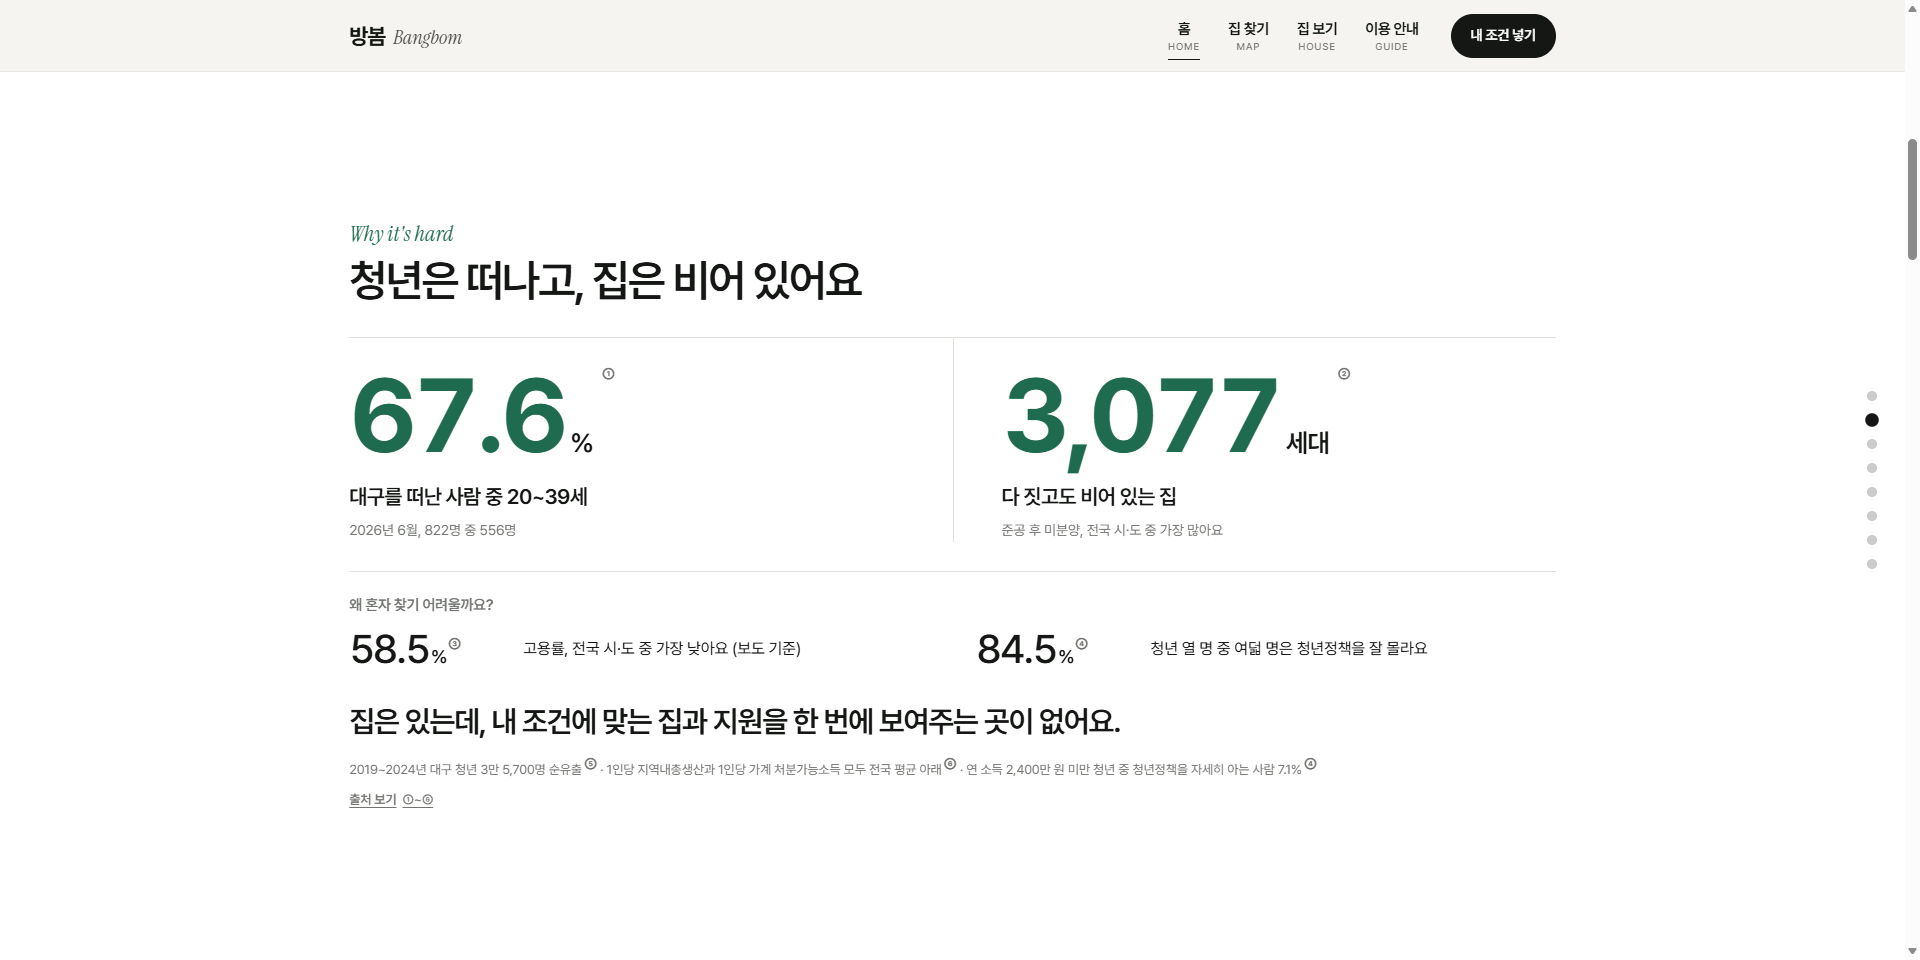 방봄 Bangbom
홈 집 찾기 집 보기 이용 안내 내 조건 넣기
HOME MAP HOUSE GUIDE
Why it's hard
청년은 떠나고, 집은 비어 있어요
67.6 % ①
대구를 떠난 사람 중 20~39세
2026년 6월, 822명 중 556명
3,077 세대 ②
다 짓고도 비어 있는 집
준공 후 미분양, 전국 시·도 중 가장 많아요
왜 혼자 찾기 어려울까요?
58.5% ③ 고용률, 전국 시·도 중 가장 낮아요 (보도 기준)
84.5% ④ 청년 열 명 중 여덟 명은 청년정책을 잘 몰라요
집은 있는데, 내 조건에 맞는 집과 지원을 한 번에 보여주는 곳이 없어요.
2019~2024년 대구 청년 3만 5,700명 순유출 ⑤ · 1인당 지역내총생산과 1인당 가계 처분가능소득 모두 전국 평균 아래 ⑥ · 연 소득 2,400만 원 미만 청년 중 청년정책을 자세히 아는 사람 7.1% ④
출처 보기 ①~⑥